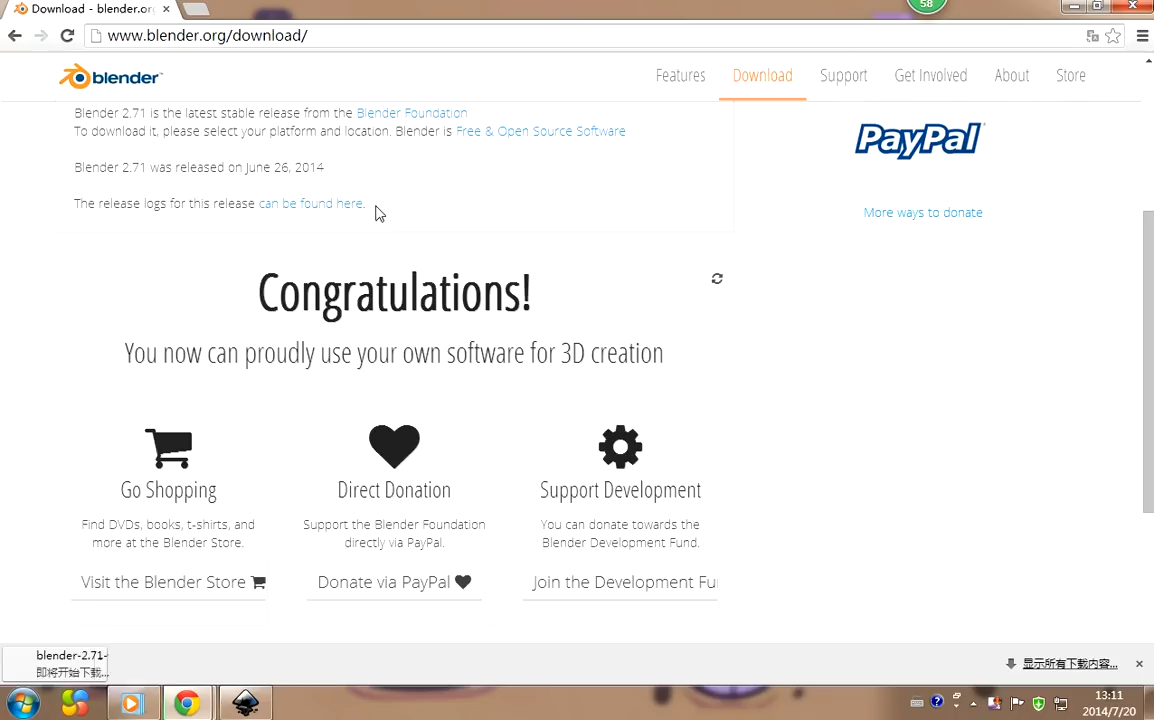 Download - blender.or
58
www.blender.org/download/
blender
Features
Download
Support
Get Involved
About
Store
Blender 2.71 is the latest stable release from the Blender Foundation
To download it, please select your platform and location. Blender is Free & Open Source Software
Blender 2.71 was released on June 26, 2014
The release logs for this release can be found here.
PayPal
More ways to donate
Congratulations!
You now can proudly use your own software for 3D creation
Go Shopping
Find DVDs, books, t-shirts, and
more at the Blender Store.
Visit the Blender Store
Direct Donation
Support the Blender Foundation
directly via PayPal.
Donate via PayPal
Support Development
You can donate towards the
Blender Development Fund.
Join the Development Fu
blender-2.71-
即将开始下载...
显示所有下载内容...
13:11
2014/7/20